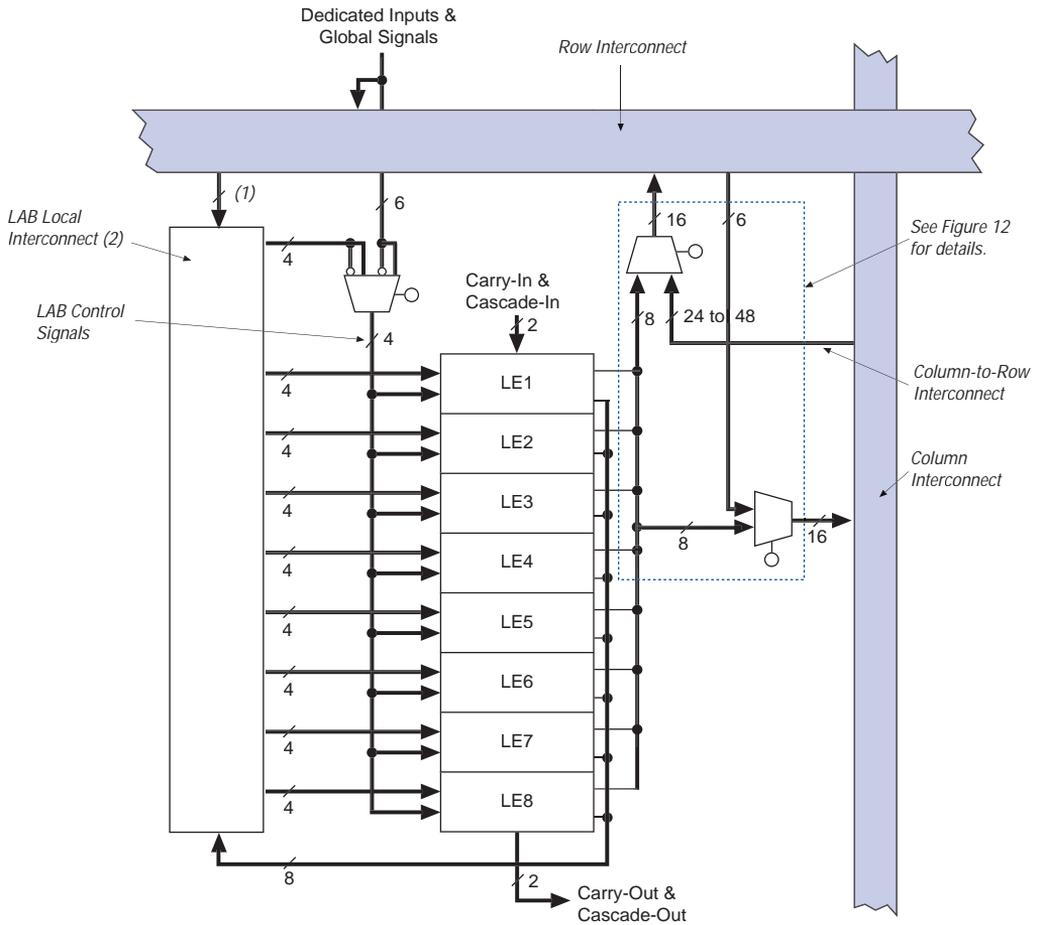 Dedicated Inputs &
Global Signals
Row Interconnect
(1)
6
16
6
LAB Local
Interconnect (2)
See Figure 12
for details.
4
Carry-In &
Cascade-In
LAB Control
Signals
4
2
8
24 to 48
LE1
4
Column-to-Row
Interconnect
LE2
4
Column
Interconnect
LE3
4
8
16
LE4
4
LE5
4
LE6
4
LE7
4
LE8
4
8
2
Carry-Out &
Cascade-Out